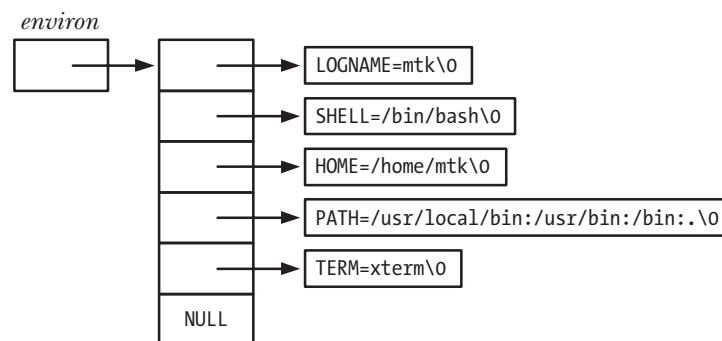 environ
LOGNAME=mtk\0
SHELL=/bin/bash\0
HOME=/home/mtk\0
PATH=/usr/local/bin:/usr/bin:/bin:.\0
TERM=xterm\0
NULL